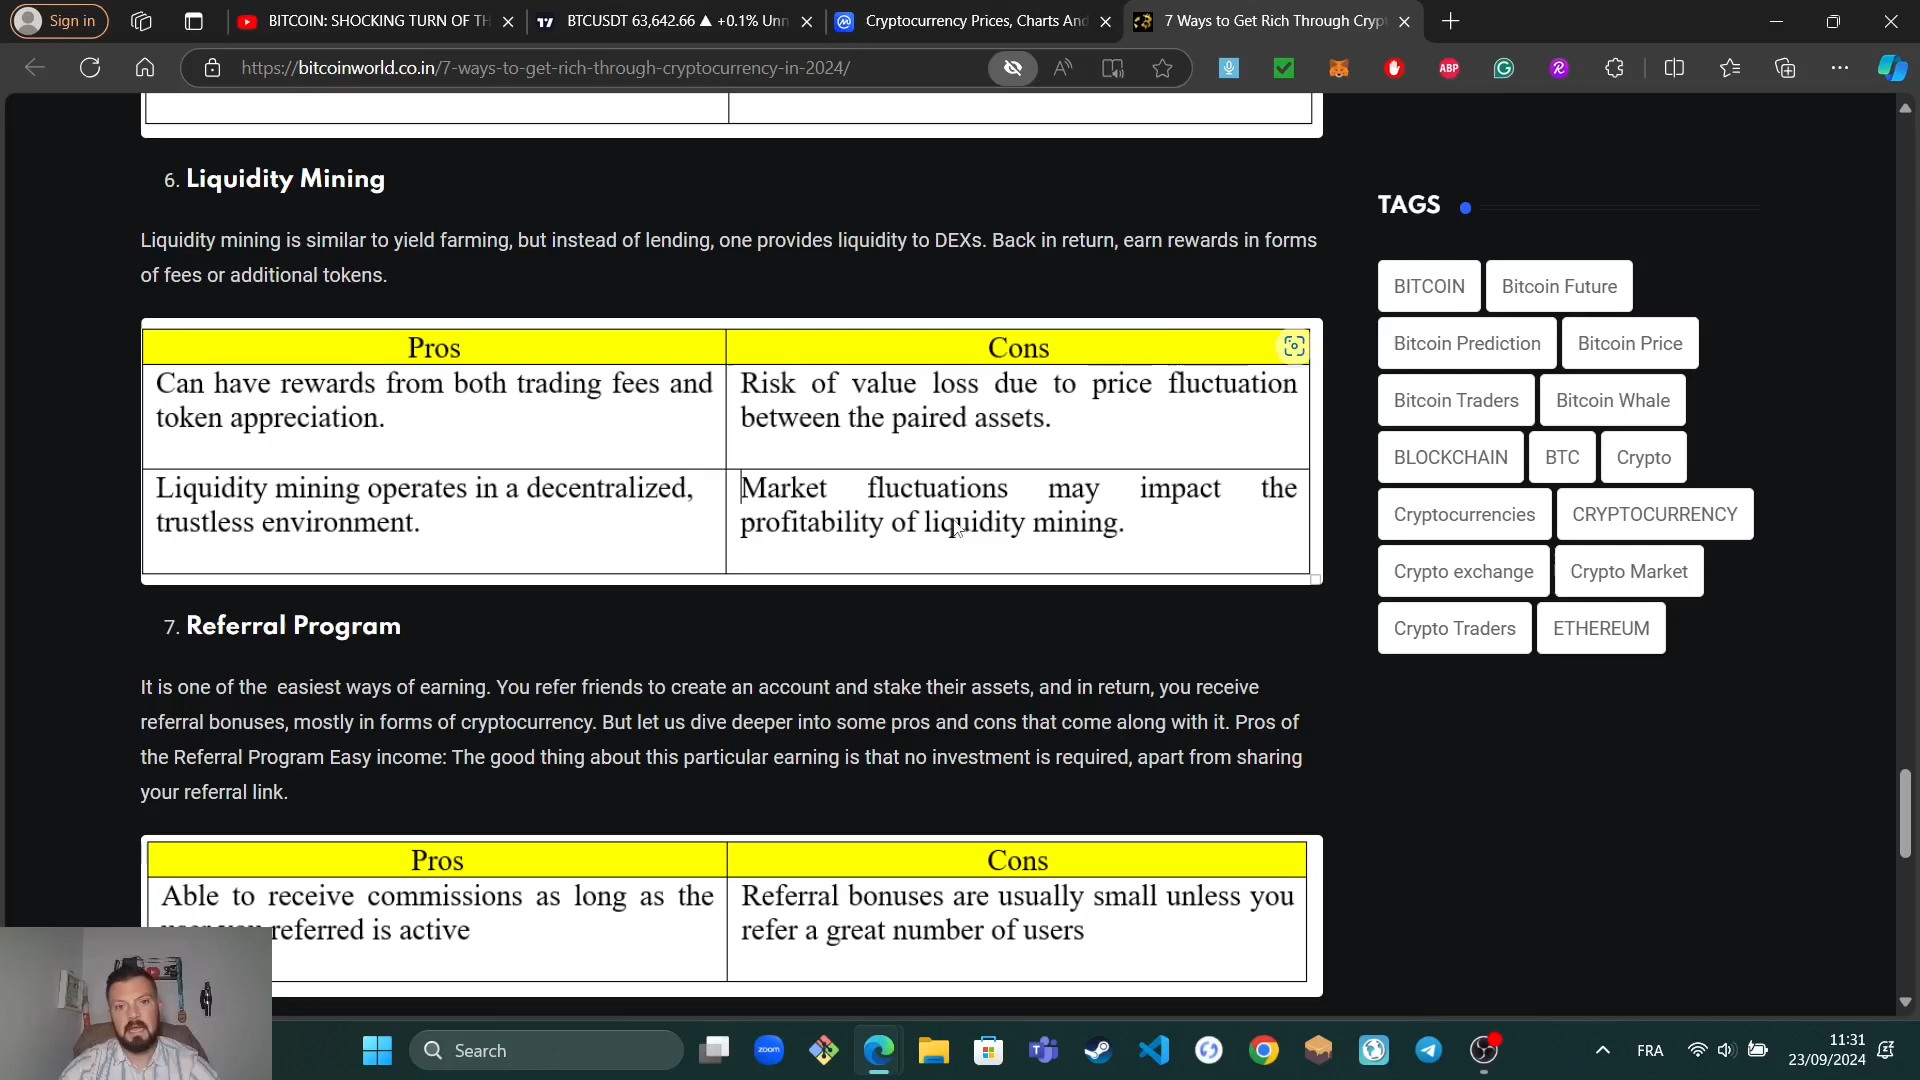 Sign in
BITCOIN: SHOCKING TURN OF TH
BTCUSDT 63,642.66 ▲ +0.1% Unn
Cryptocurrency Prices, Charts And
7 Ways to Get Rich Through Cryp
https://bitcoinworld.co.in/7-ways-to-get-rich-through-cryptocurrency-in-2024/
6. Liquidity Mining
Liquidity mining is similar to yield farming, but instead of lending, one provides liquidity to DEXs. Back in return, earn rewards in forms
of fees or additional tokens.
Pros
Cons
Can have rewards from both trading fees and
token appreciation.
Risk of value loss due to price fluctuation
between the paired assets.
Liquidity mining operates in a decentralized,
trustless environment.
Market fluctuations may impact the
profitability of liquidity mining.
7. Referral Program
It is one of the easiest ways of earning. You refer friends to create an account and stake their assets, and in return, you receive
referral bonuses, mostly in forms of cryptocurrency. But let us dive deeper into some pros and cons that come along with it. Pros of
the Referral Program Easy income: The good thing about this particular earning is that no investment is required, apart from sharing
your referral link.
Pros
Cons
Able to receive commissions as long as the
referred is active
Referral bonuses are usually small unless you
refer a great number of users
TAGS
BITCOIN
Bitcoin Future
Bitcoin Prediction
Bitcoin Price
Bitcoin Traders
Bitcoin Whale
BLOCKCHAIN
BTC
Crypto
Cryptocurrencies
CRYPTOCURRENCY
Crypto exchange
Crypto Market
Crypto Traders
ETHEREUM
Search
zoom
FRA
11:31
23/09/2024
ABP